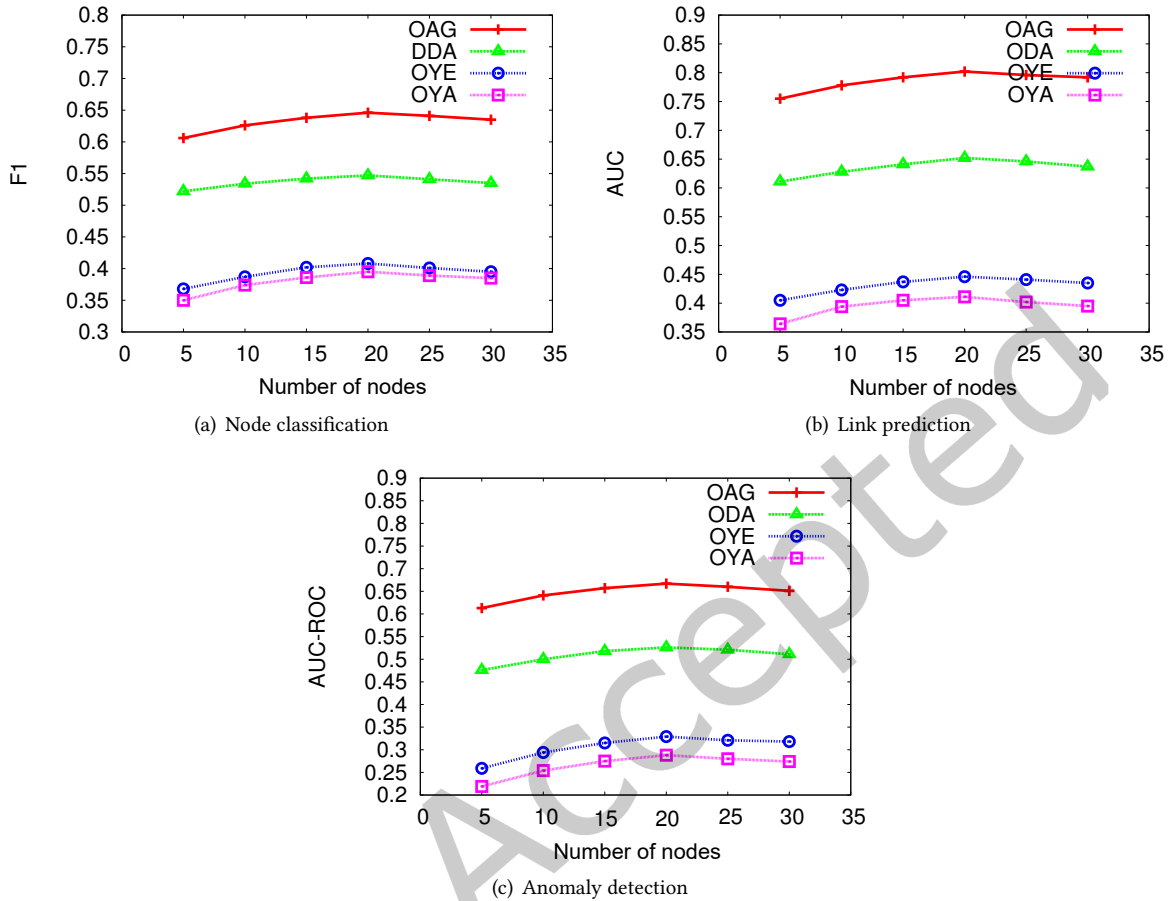 0.8
0.75
0.7
0.65
0.6
0.55
0.5
0.45
0.4
0.35
0.3
F1
OAG
DDA
OYE
OYA
0 5 10 15 20 25 30 35
Number of nodes
(a) Node classification
0.9
0.85
0.8
0.75
0.7
0.65
0.6
0.55
0.5
0.45
0.4
0.35
AUC
OAG
ODA
OYE
OYA
0 5 10 15 20 25 30 35
Number of nodes
(b) Link prediction
0.9
0.85
0.8
0.75
0.7
0.65
0.6
0.55
0.5
0.45
0.4
0.35
0.3
0.25
0.2
AUC-ROC
OAG
ODA
OYE
OYA
0 5 10 15 20 25 30 35
Number of nodes
(c) Anomaly detection
Accepted